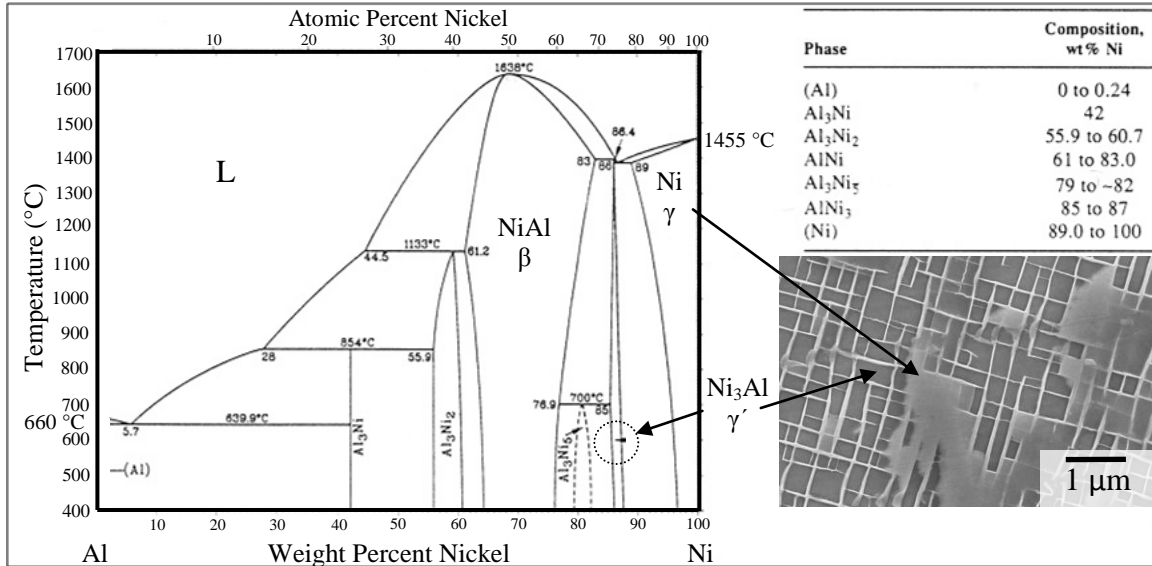 Atomic Percent Nickel
10 20 30 40 50 60 70 80 90 100
Temperature (°C)
1700
1600
1500
1400
1300
1200
1100
1000
900
800
700
600
500
400
660 °C
1455 °C
1638°C
86.4
83 86 89
L
Ni
γ
NiAl
β
1133°C
44.5 61.2
854°C
28 55.9
700°C
76.9 85
639.9°C
5.7
Al₃Ni
Al₃Ni₂
Al₃Ni₅
(Al)
Ni₃Al
γ′
10 20 30 40 50 60 70 80 90 100
Al Weight Percent Nickel Ni
Phase Composition,
wt% Ni
(Al) 0 to 0.24
Al₃Ni 42
Al₃Ni₂ 55.9 to 60.7
AlNi 61 to 83.0
Al₃Ni₅ 79 to ~82
AlNi₃ 85 to 87
(Ni) 89.0 to 100
1 μm